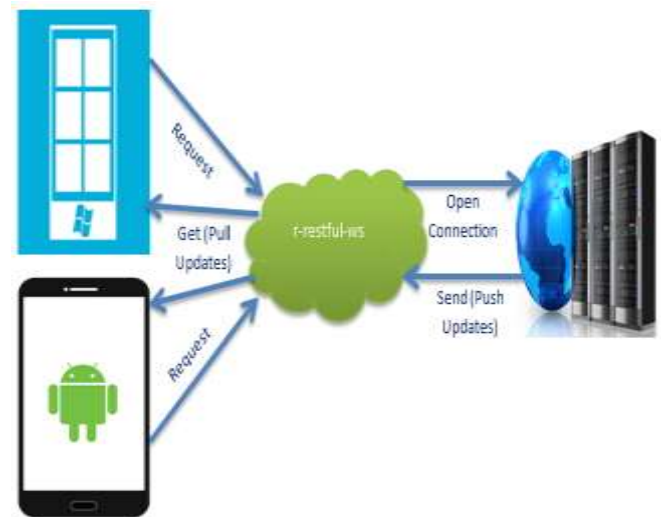 Request
r-restful-ws
Open
Connection
Get (Pull
Updates)
Send (Push
Updates)
Request